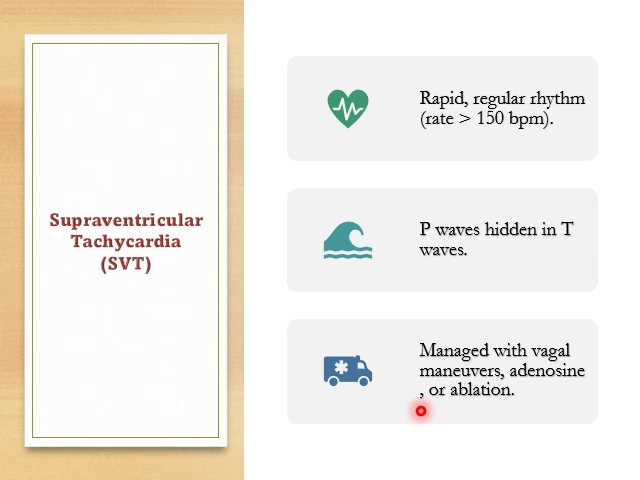 Supraventricular
Tachycardia
(SVT)
Rapid, regular rhythm
(rate > 150 bpm).
P waves hidden in T
waves.
Managed with vagal
maneuvers, adenosine
, or ablation.